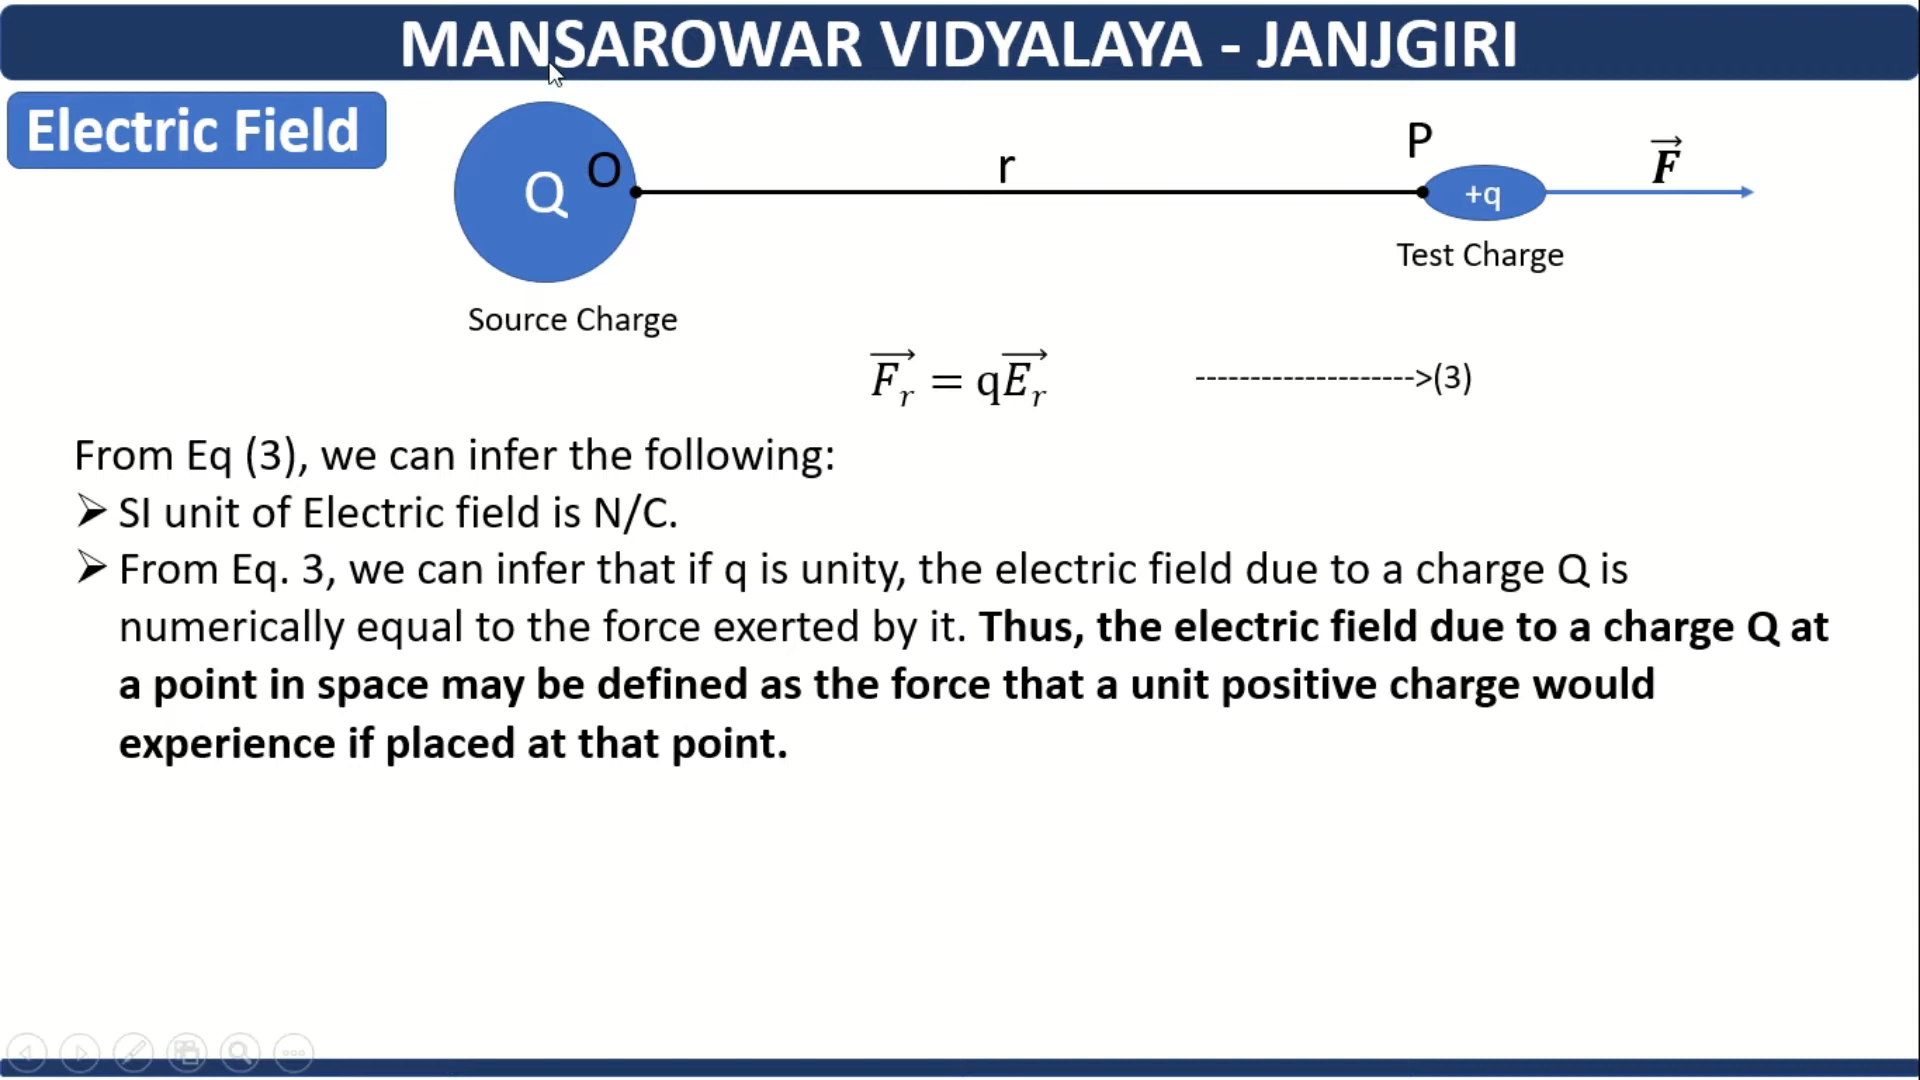 MANSAROWAR VIDYALAYA - JANJGIRI
Electric Field
Q
O
r
P
+q
F⃗
Test Charge
Source Charge
F⃗ᵣ = qE⃗ᵣ -------------------->(3)
From Eq (3), we can infer the following:
➢ SI unit of Electric field is N/C.
➢ From Eq. 3, we can infer that if q is unity, the electric field due to a charge Q is
numerically equal to the force exerted by it. Thus, the electric field due to a charge Q at
a point in space may be defined as the force that a unit positive charge would
experience if placed at that point.